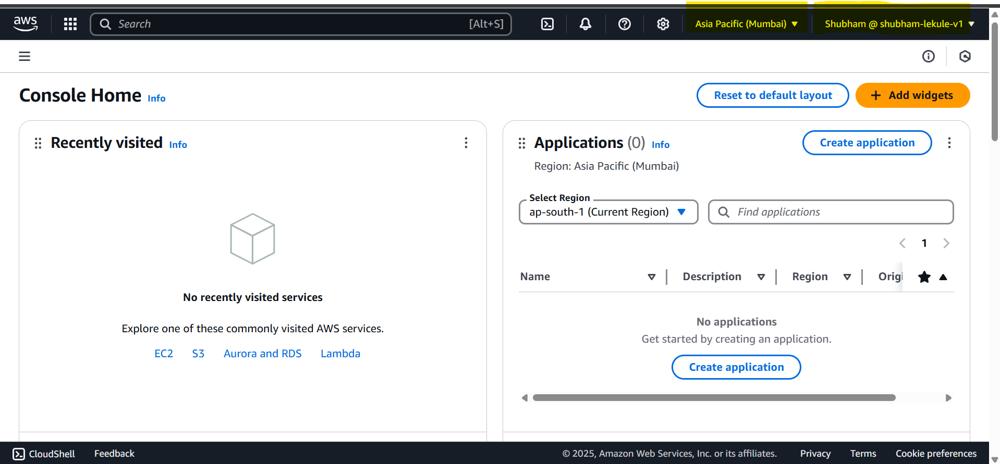 aws Search [Alt+S] Asia Pacific (Mumbai) Shubham @ shubham-lekule-v1
Console Home Info Reset to default layout + Add widgets
Recently visited Info
No recently visited services
Explore one of these commonly visited AWS services.
EC2 S3 Aurora and RDS Lambda
Applications (0) Info Create application
Region: Asia Pacific (Mumbai)
Select Region
ap-south-1 (Current Region) Find applications
1
Name Description Region Origi
No applications
Get started by creating an application.
Create application
CloudShell Feedback © 2025, Amazon Web Services, Inc. or its affiliates. Privacy Terms Cookie preferences